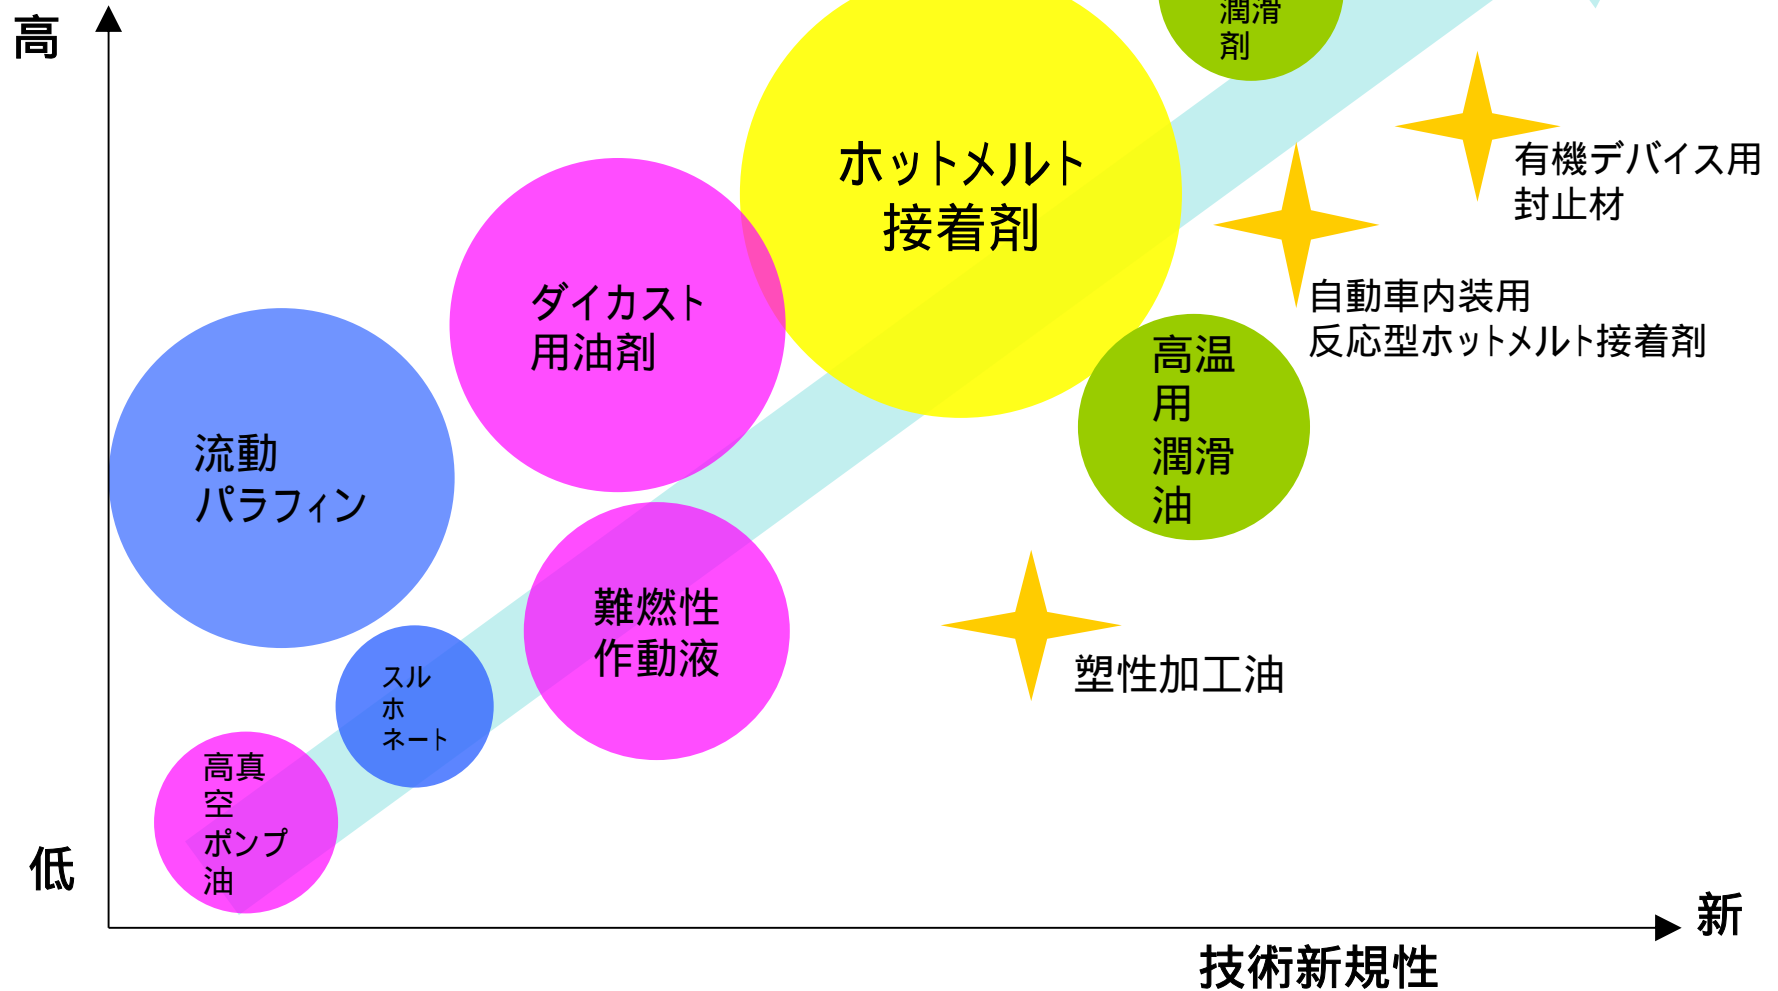 高
潤滑
剤
ホットメルト
接着剤
有機デバイス用
封止材
ダイカスト
用油剤
自動車内装用
反応型ホットメルト接着剤
高温
用
潤滑
油
流動
パラフィン
難燃性
作動液
塑性加工油
スル
ホ
ネート
高真
空
ポンプ
油
低
新
技術新規性